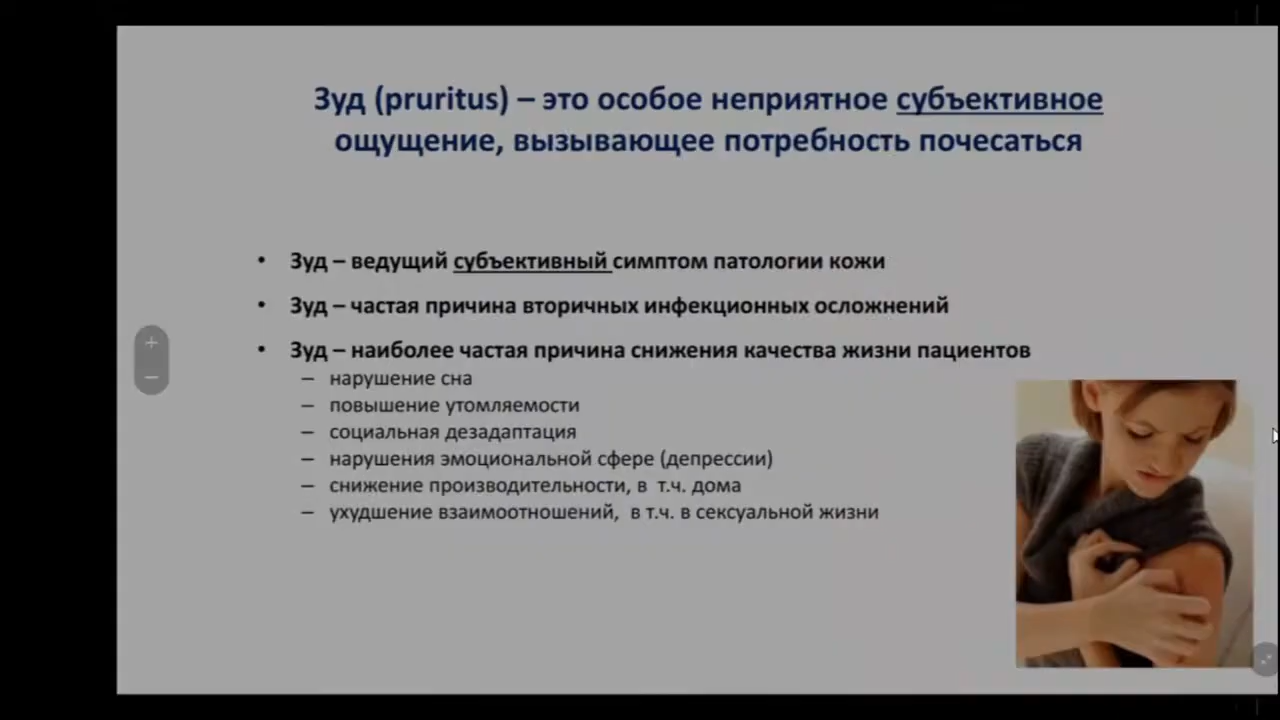 Зуд (pruritus) – это особое неприятное субъективное
ощущение, вызывающее потребность почесаться
• Зуд – ведущий субъективный симптом патологии кожи
• Зуд – частая причина вторичных инфекционных осложнений
• Зуд – наиболее частая причина снижения качества жизни пациентов
– нарушение сна
– повышение утомляемости
– социальная дезадаптация
– нарушения эмоциональной сфере (депрессии)
– снижение производительности, в т.ч. дома
– ухудшение взаимоотношений, в т.ч. в сексуальной жизни